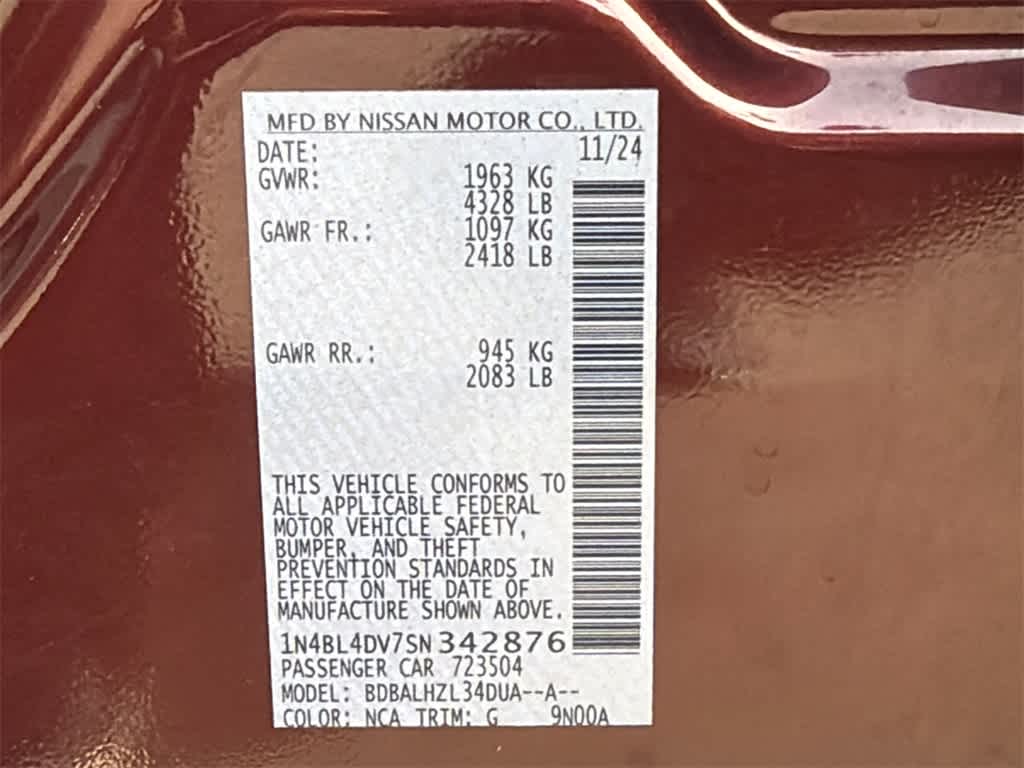 MFD BY NISSAN MOTOR CO., LTD.
DATE: 11/24
GVWR: 1963 KG
4328 LB
GAWR FR.: 1097 KG
2418 LB
GAWR RR.: 945 KG
2083 LB
THIS VEHICLE CONFORMS TO
ALL APPLICABLE FEDERAL
MOTOR VEHICLE SAFETY,
BUMPER, AND THEFT
PREVENTION STANDARDS IN
EFFECT ON THE DATE OF
MANUFACTURE SHOWN ABOVE.
1N4BL4DV7SN342876
PASSENGER CAR 723504
MODEL: BDBALHZL34DUA--A--
COLOR: NCA TRIM: G 9N00A